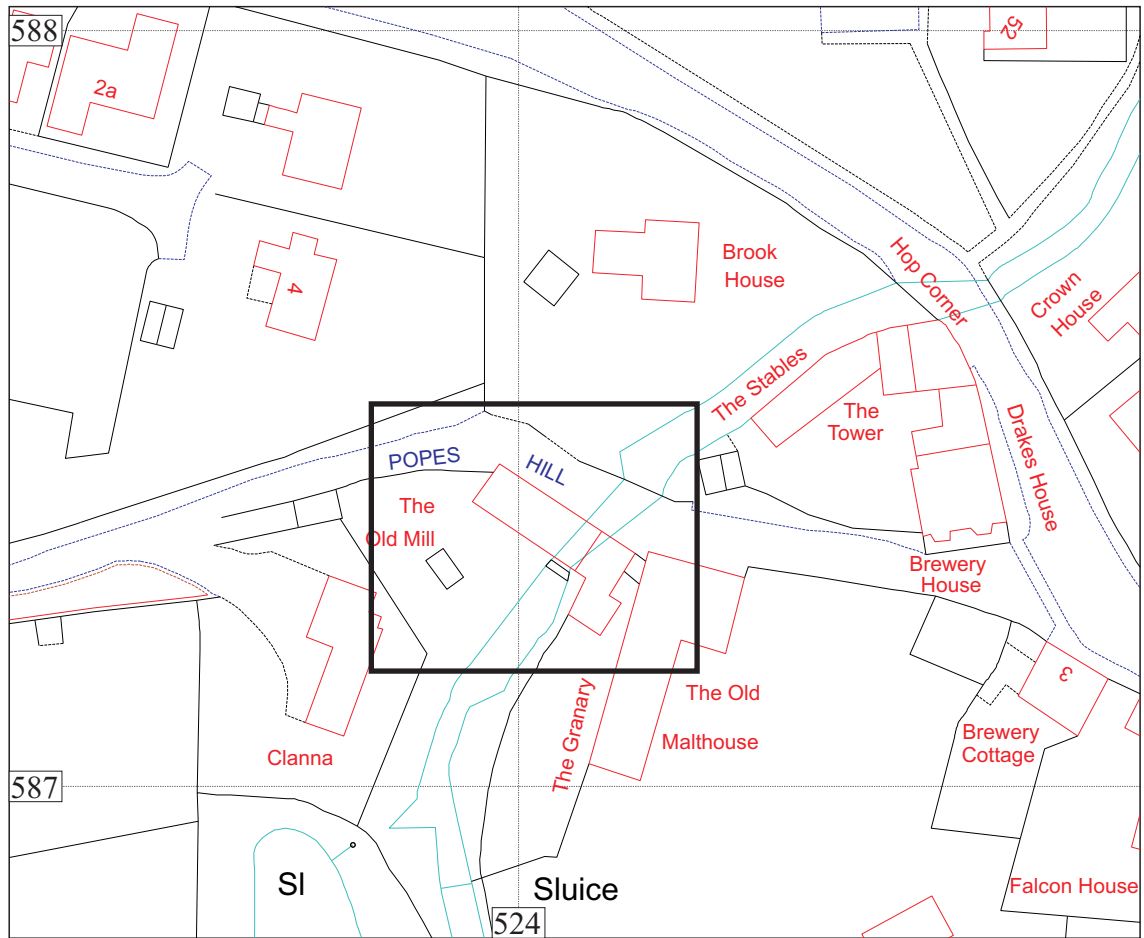 588
52
2a
4
Brook
House
Hop Corner
Crown
House
The Stables
The
Tower
Drakes House
POPES
HILL
The
Old Mill
Brewery
House
3
The Old
Malthouse
The Granary
Brewery
Cottage
Clanna
587
Sl
Sluice
524
Falcon House